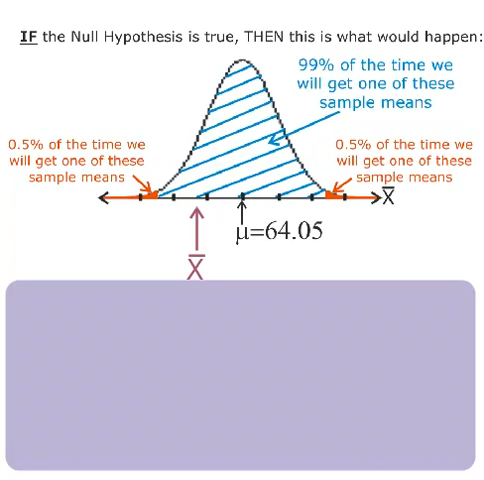 IF the Null Hypothesis is true, THEN this is what would happen:
99% of the time we
will get one of these
sample means
0.5% of the time we
will get one of these
sample means
0.5% of the time we
will get one of these
sample means
X̅
μ=64.05
X̅